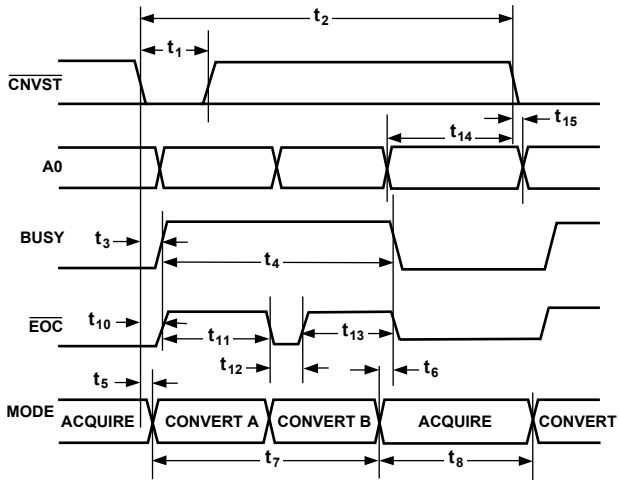 t2
t1
CNVST
t14
t15
A0
BUSY
t3
t4
t10
EOC
t11
t13
t12
t5
t6
MODE
ACQUIRE
CONVERT A
CONVERT B
ACQUIRE
CONVERT
t7
t8